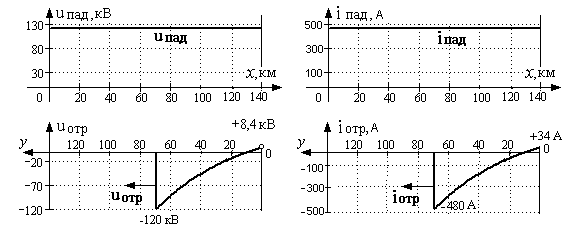 u пад, кВ
130
80
30
0 20 40 60 80 100 120 140
u пад
x, км
i пад, А
500
300
100
0 20 40 60 80 100 120 140
i пад
x, км
u отр
+8,4 кВ
y 120 100 80 60 40 20 0
-20
-70
-120
u отр
-120 кВ
i отр, А
+34 А
y 120 100 80 60 40 20 0
-100
-300
-500
i отр
-480 А